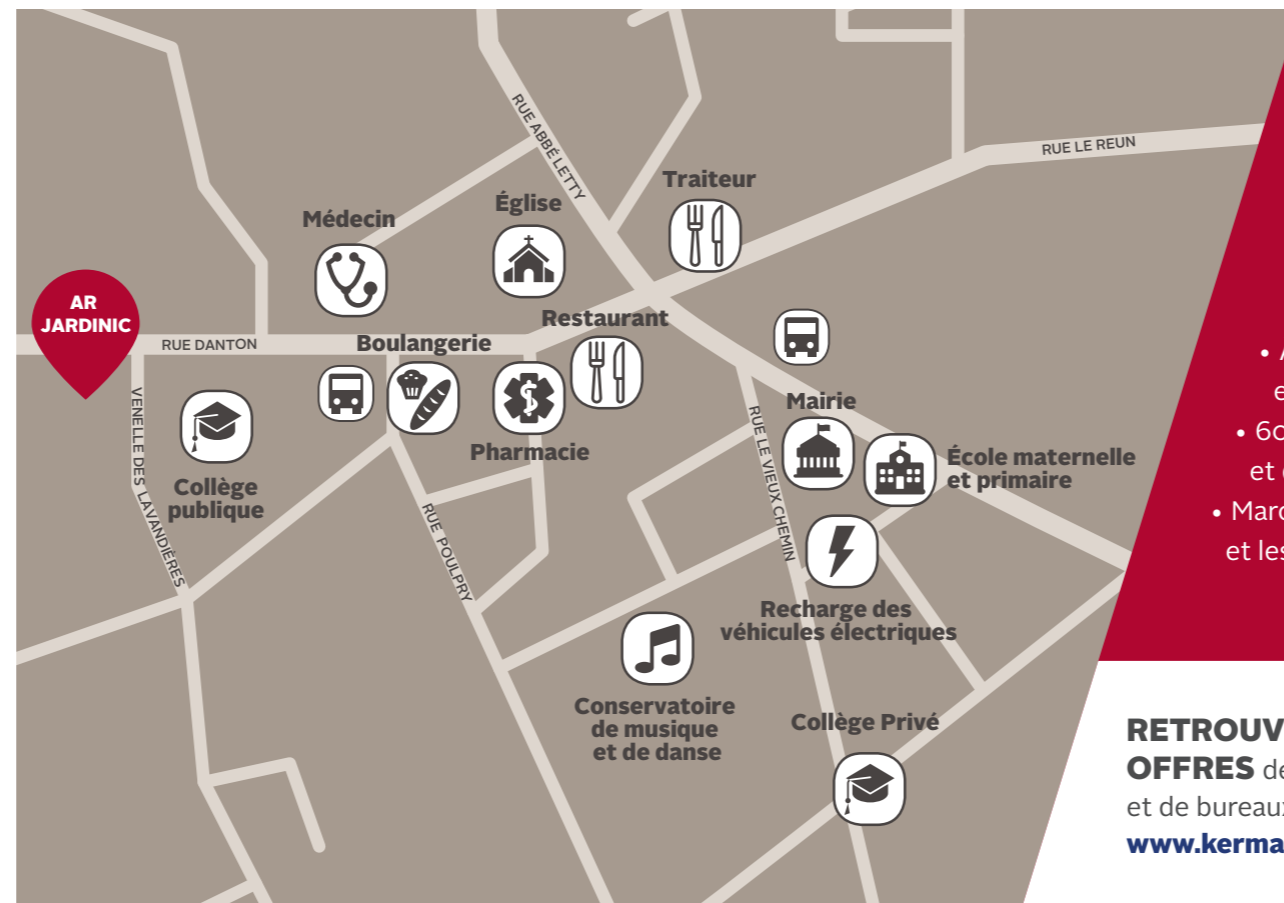 RUE ABBÉ LETTY
RUE LE REUN
Traiteur
Église
Médecin
AR
JARDINIC
Restaurant
RUE DANTON
Boulangerie
Mairie
VENELLE DES LAVANDIÈRES
RUE LE VIEUX CHEMIN
Pharmacie
École maternelle
et primaire
Collège
publique
RUE POULPRY
Recharge des
véhicules électriques
Conservatoire
de musique
et de danse
Collège Privé
• 
• 
et
• 
et
RETROUV
OFFRES
et de bureaux
www.kerma